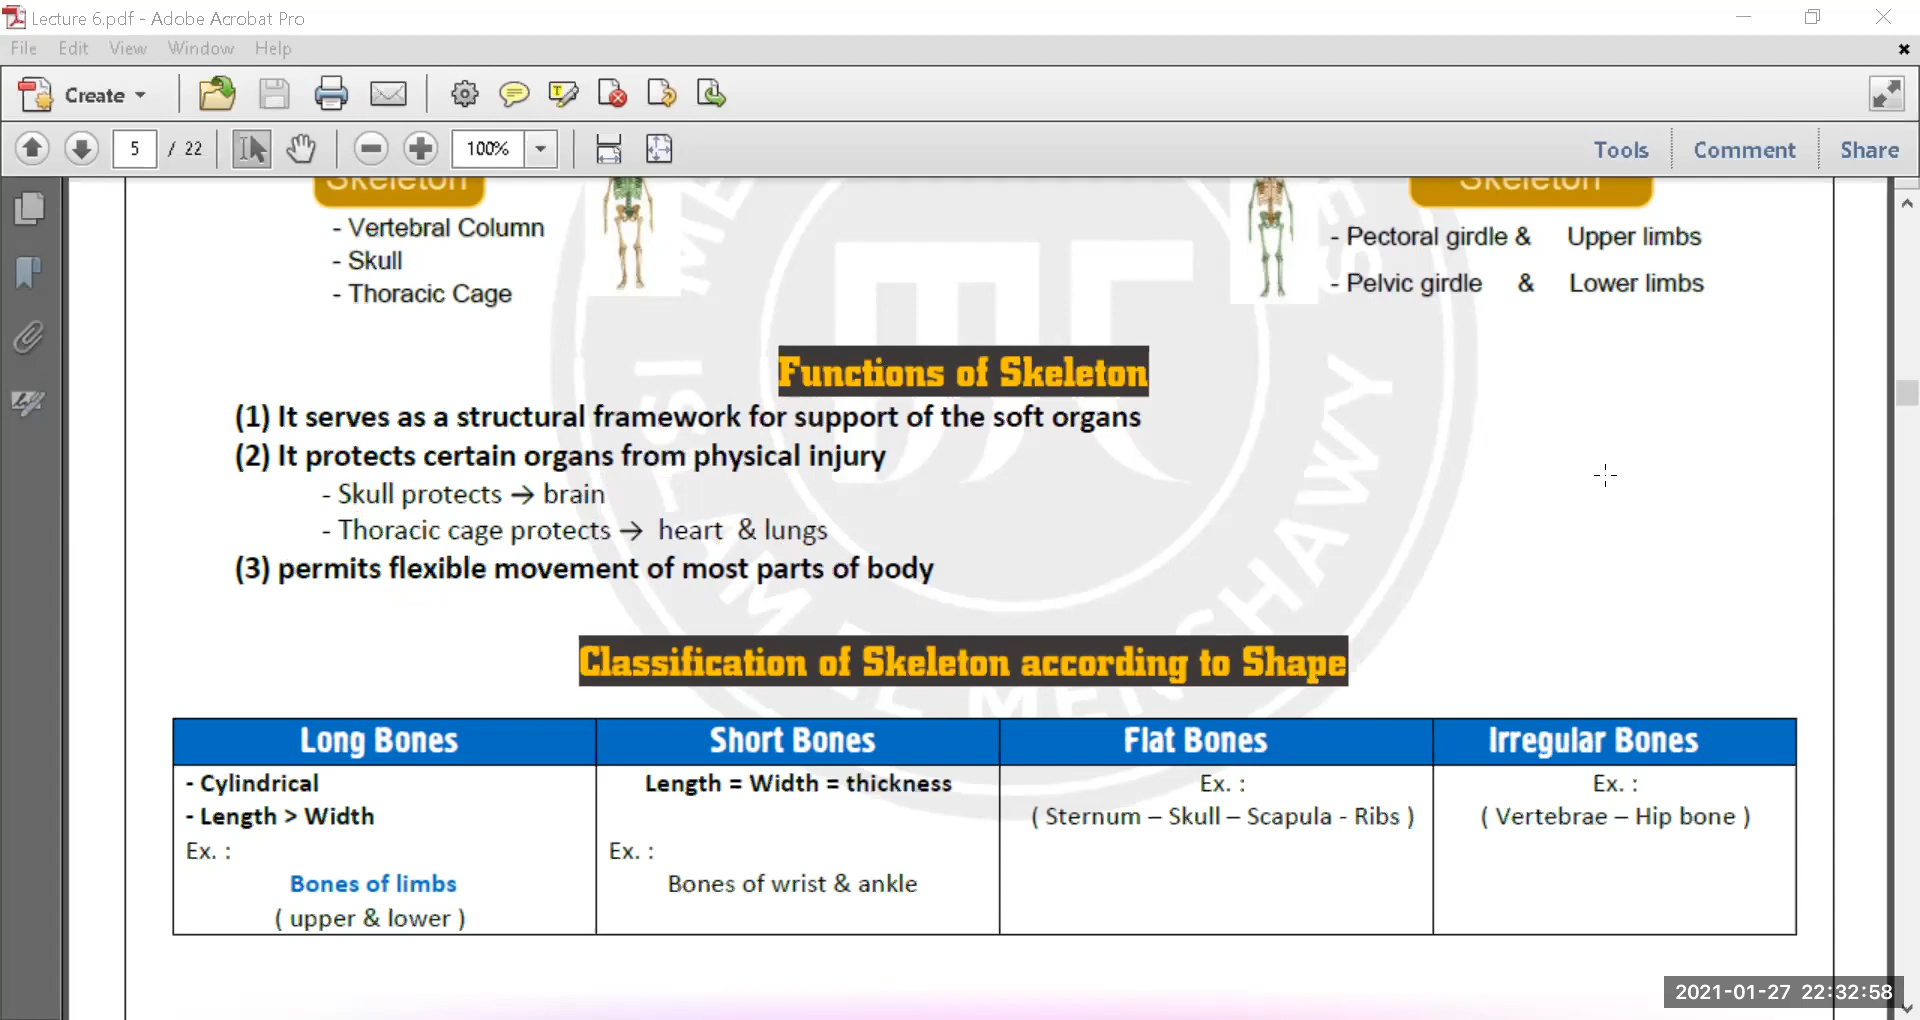 Lecture 6.pdf - Adobe Acrobat Pro
File Edit View Window Help
Create
5 / 22 100% Tools Comment Share
Skeleton Skeleton
- Vertebral Column
- Skull
- Thoracic Cage
- Pectoral girdle & Upper limbs
- Pelvic girdle & Lower limbs
Functions of Skeleton
(1) It serves as a structural framework for support of the soft organs
(2) It protects certain organs from physical injury
- Skull protects → brain
- Thoracic cage protects → heart & lungs
(3) permits flexible movement of most parts of body
Classification of Skeleton according to Shape
Long Bones Short Bones Flat Bones Irregular Bones
- Cylindrical
- Length > Width
Ex. :
Bones of limbs
( upper & lower )
Length = Width = thickness
Ex. :
Bones of wrist & ankle
Ex. :
( Sternum – Skull – Scapula - Ribs )
Ex. :
( Vertebrae – Hip bone )
EL MENSHAWY
2021-01-27 22:32:58